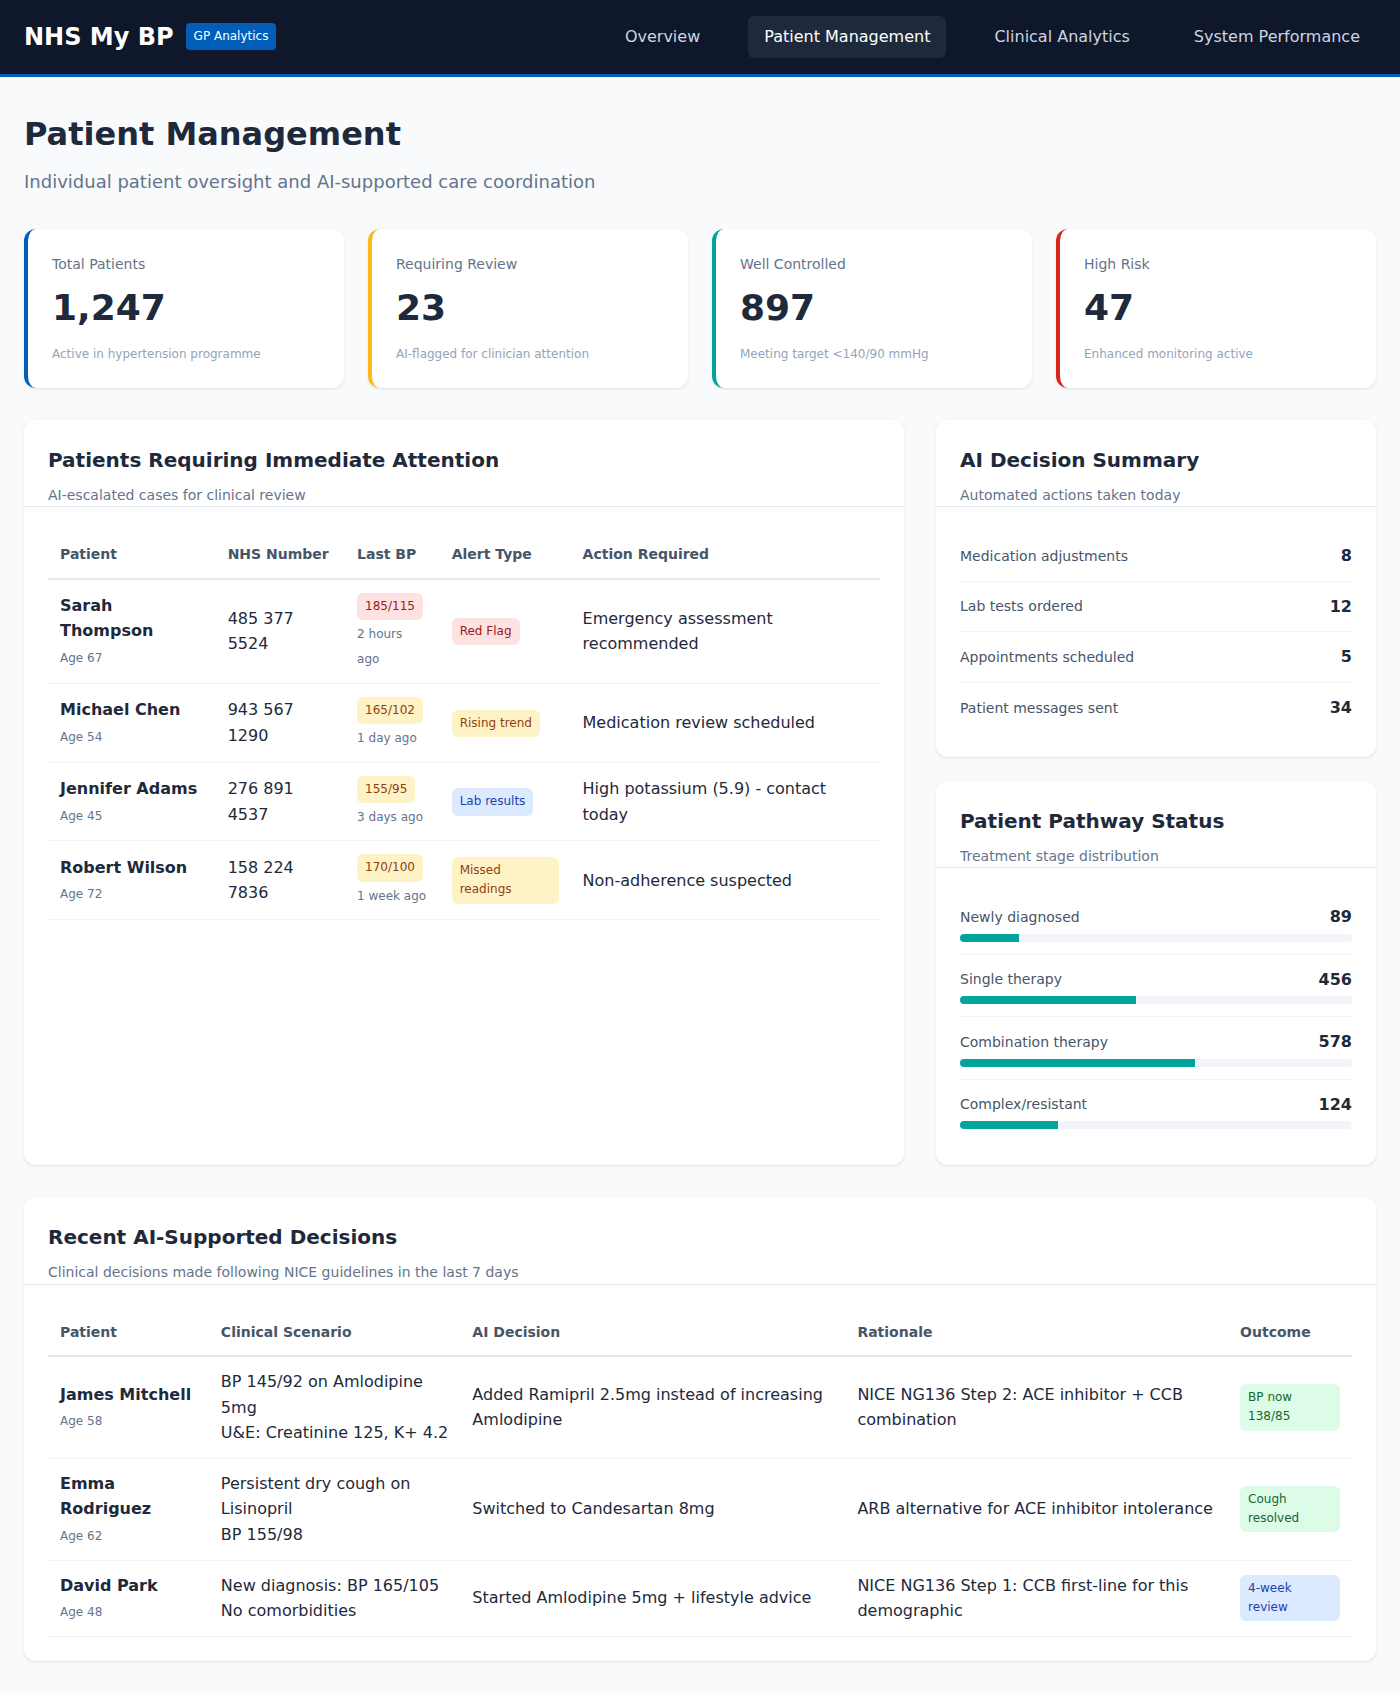 NHS My BP
GP Analytics
Overview
Patient Management
Clinical Analytics
System Performance
Patient Management
Individual patient oversight and AI-supported care coordination
Total Patients
1,247
Active in hypertension programme
Requiring Review
23
AI-flagged for clinician attention
Well Controlled
897
Meeting target <140/90 mmHg
High Risk
47
Enhanced monitoring active
Patients Requiring Immediate Attention
AI-escalated cases for clinical review
Patient NHS Number Last BP Alert Type Action Required
Sarah
Thompson
Age 67
485 377
5524
185/115
2 hours
ago
Red Flag
Emergency assessment
recommended
Michael Chen
Age 54
943 567
1290
165/102
1 day ago
Rising trend
Medication review scheduled
Jennifer Adams
Age 45
276 891
4537
155/95
3 days ago
Lab results
High potassium (5.9) - contact
today
Robert Wilson
Age 72
158 224
7836
170/100
1 week ago
Missed
readings
Non-adherence suspected
AI Decision Summary
Automated actions taken today
Medication adjustments 8
Lab tests ordered 12
Appointments scheduled 5
Patient messages sent 34
Patient Pathway Status
Treatment stage distribution
Newly diagnosed 89
Single therapy 456
Combination therapy 578
Complex/resistant 124
Recent AI-Supported Decisions
Clinical decisions made following NICE guidelines in the last 7 days
Patient Clinical Scenario AI Decision Rationale Outcome
James Mitchell
Age 58
BP 145/92 on Amlodipine
5mg
U&E: Creatinine 125, K+ 4.2
Added Ramipril 2.5mg instead of increasing
Amlodipine
NICE NG136 Step 2: ACE inhibitor + CCB
combination
BP now
138/85
Emma
Rodriguez
Age 62
Persistent dry cough on
Lisinopril
BP 155/98
Switched to Candesartan 8mg
ARB alternative for ACE inhibitor intolerance
Cough
resolved
David Park
Age 48
New diagnosis: BP 165/105
No comorbidities
Started Amlodipine 5mg + lifestyle advice
NICE NG136 Step 1: CCB first-line for this
demographic
4-week
review